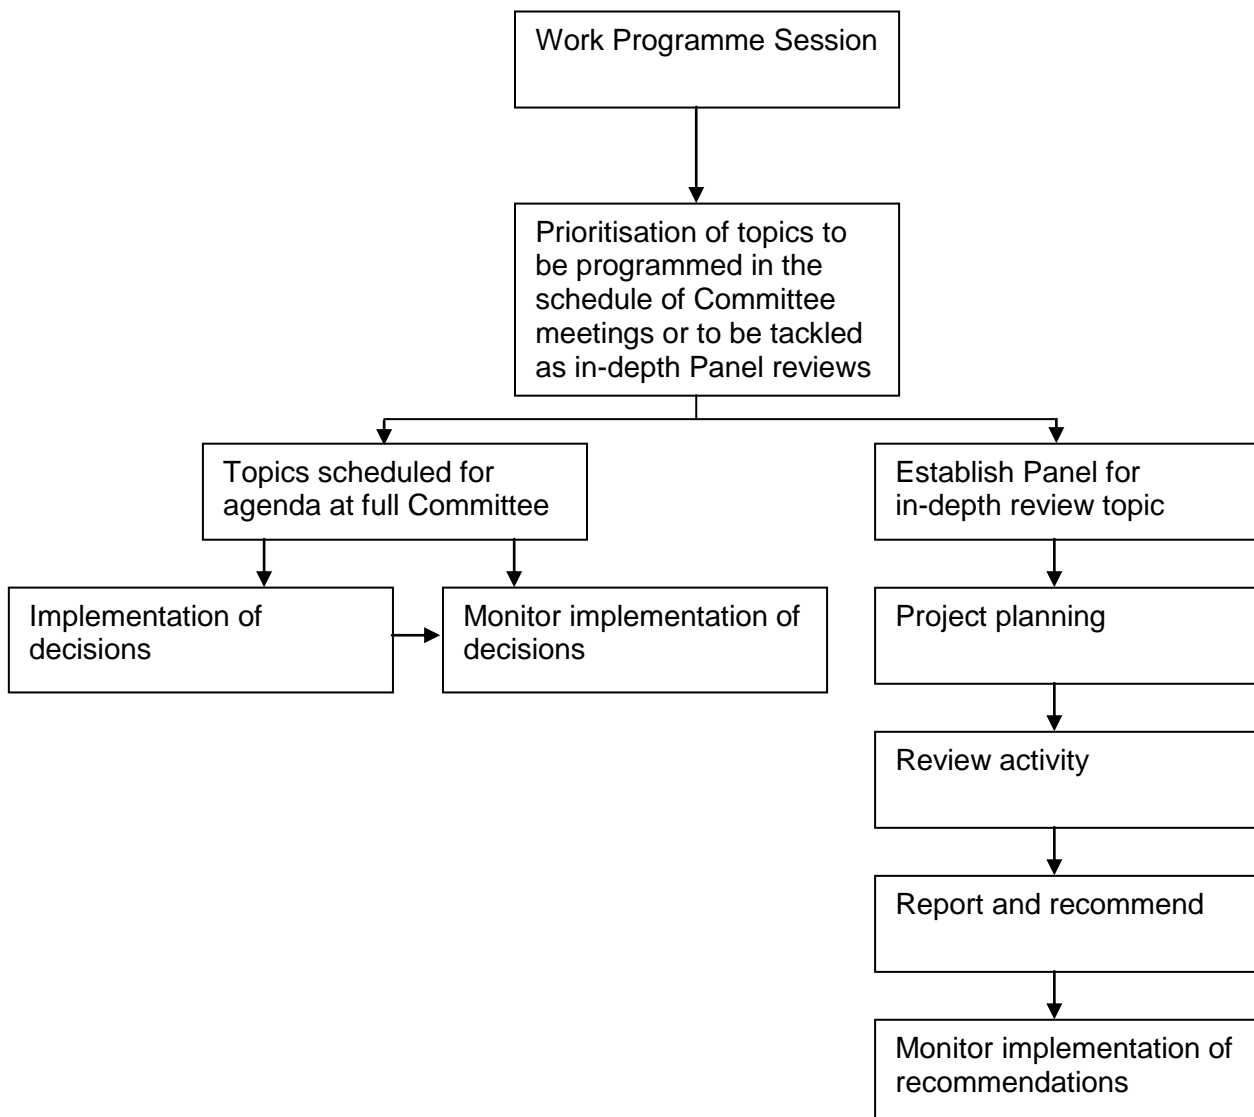 Work Programme Session
Prioritisation of topics to
be programmed in the
schedule of Committee
meetings or to be tackled
as in-depth Panel reviews
Topics scheduled for
agenda at full Committee
Establish Panel for
in-depth review topic
Implementation of
decisions
Monitor implementation of
decisions
Project planning
Review activity
Report and recommend
Monitor implementation of
recommendations